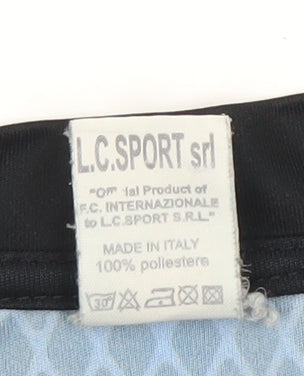 L.C.SPORT srl
"Off ial Product of
F.C. INTERNAZIONALE
to L.C.SPORT S.R.L"
MADE IN ITALY
100% poliestere
30°